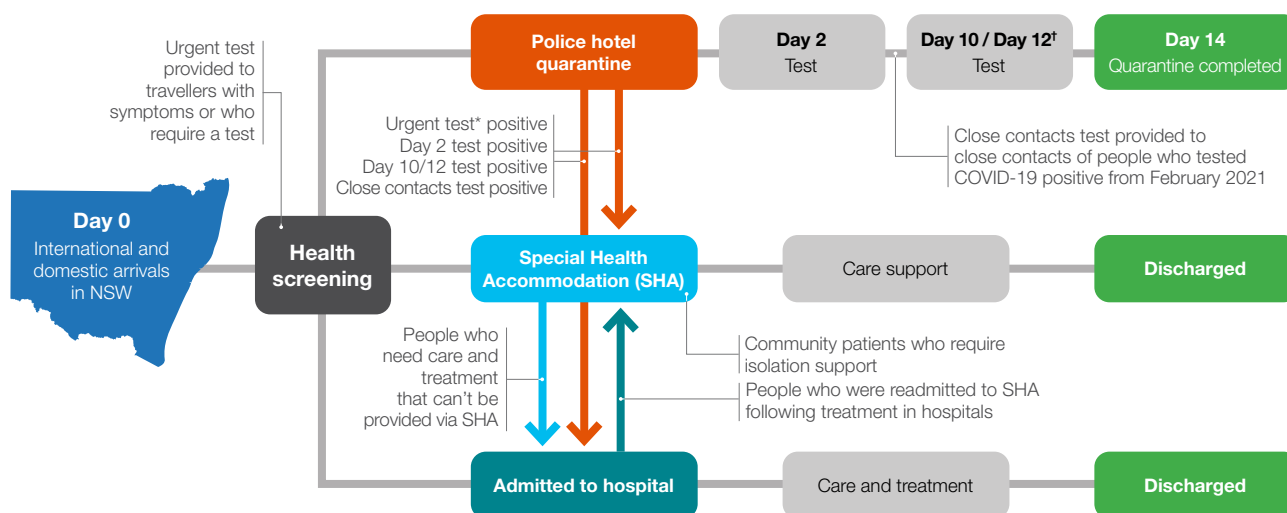 Urgent test
provided to
travellers with
symptoms or who
require a test
Day 0
International and
domestic arrivals
in NSW
Health
screening
Police hotel
quarantine
Day 2
Test
Day 10 / Day 12†
Test
Day 14
Quarantine completed
Urgent test* positive
Day 2 test positive
Day 10/12 test positive
Close contacts test positive
Close contacts test provided to
close contacts of people who tested
COVID-19 positive from February 2021
Special Health
Accommodation (SHA)
Care support
Discharged
People who
need care and
treatment
that can’t be
provided via SHA
Community patients who require
isolation support
People who were readmitted to SHA
following treatment in hospitals
Admitted to hospital
Care and treatment
Discharged